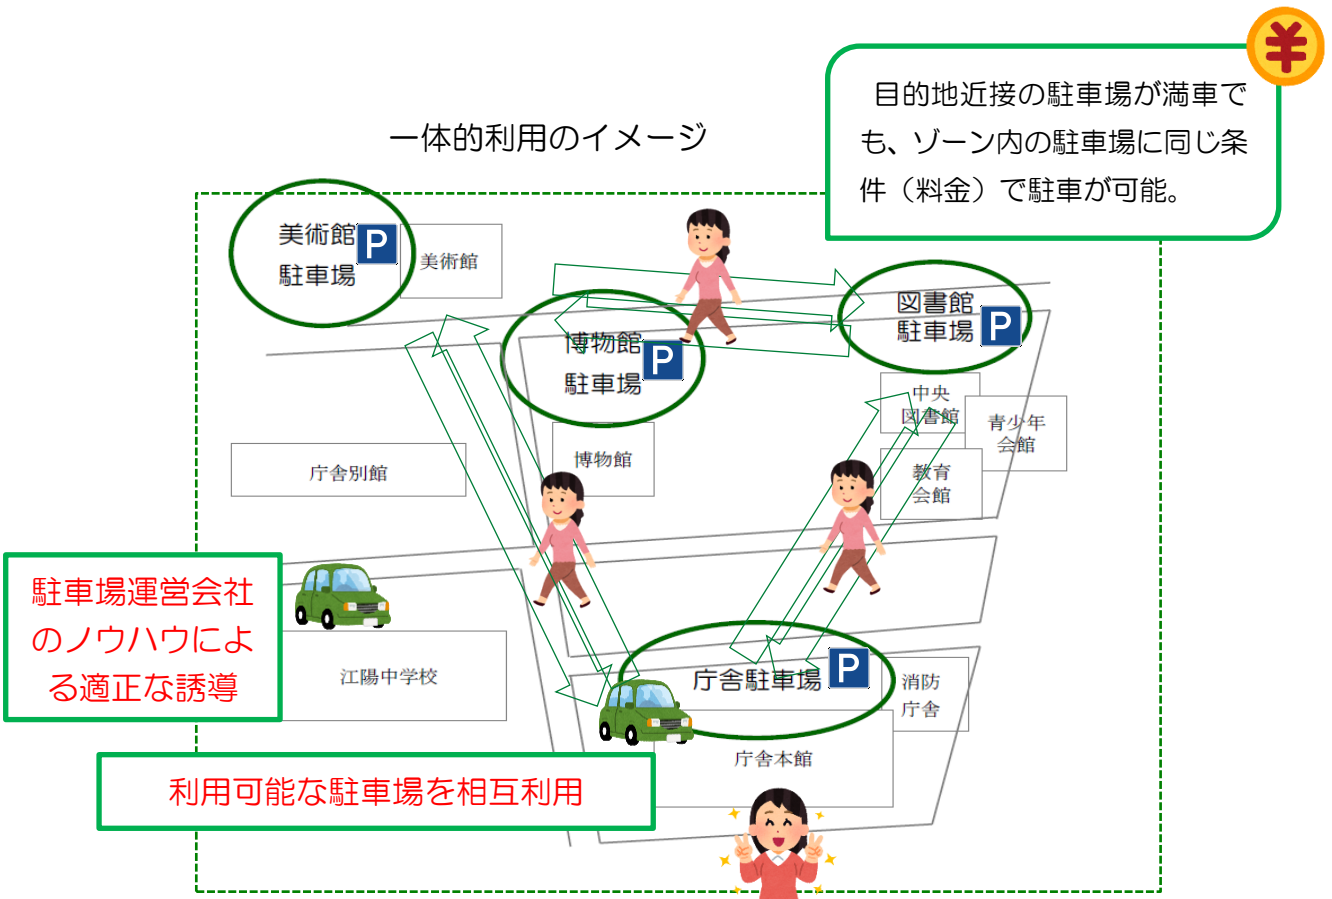 ¥
目的地近接の駐車場が満車で
も、ゾーン内の駐車場に同じ条
件（料金）で駐車が可能。
一体的利用のイメージ
美術館
駐車場
P
美術館
図書館
駐車場
P
博物館
駐車場
P
中央
図書館
青少年
会館
博物館
庁舎別館
教育
会館
駐車場運営会社
のノウハウによ
る適正な誘導
江陽中学校
庁舎駐車場
P
消防
庁舎
庁舎本館
利用可能な駐車場を相互利用